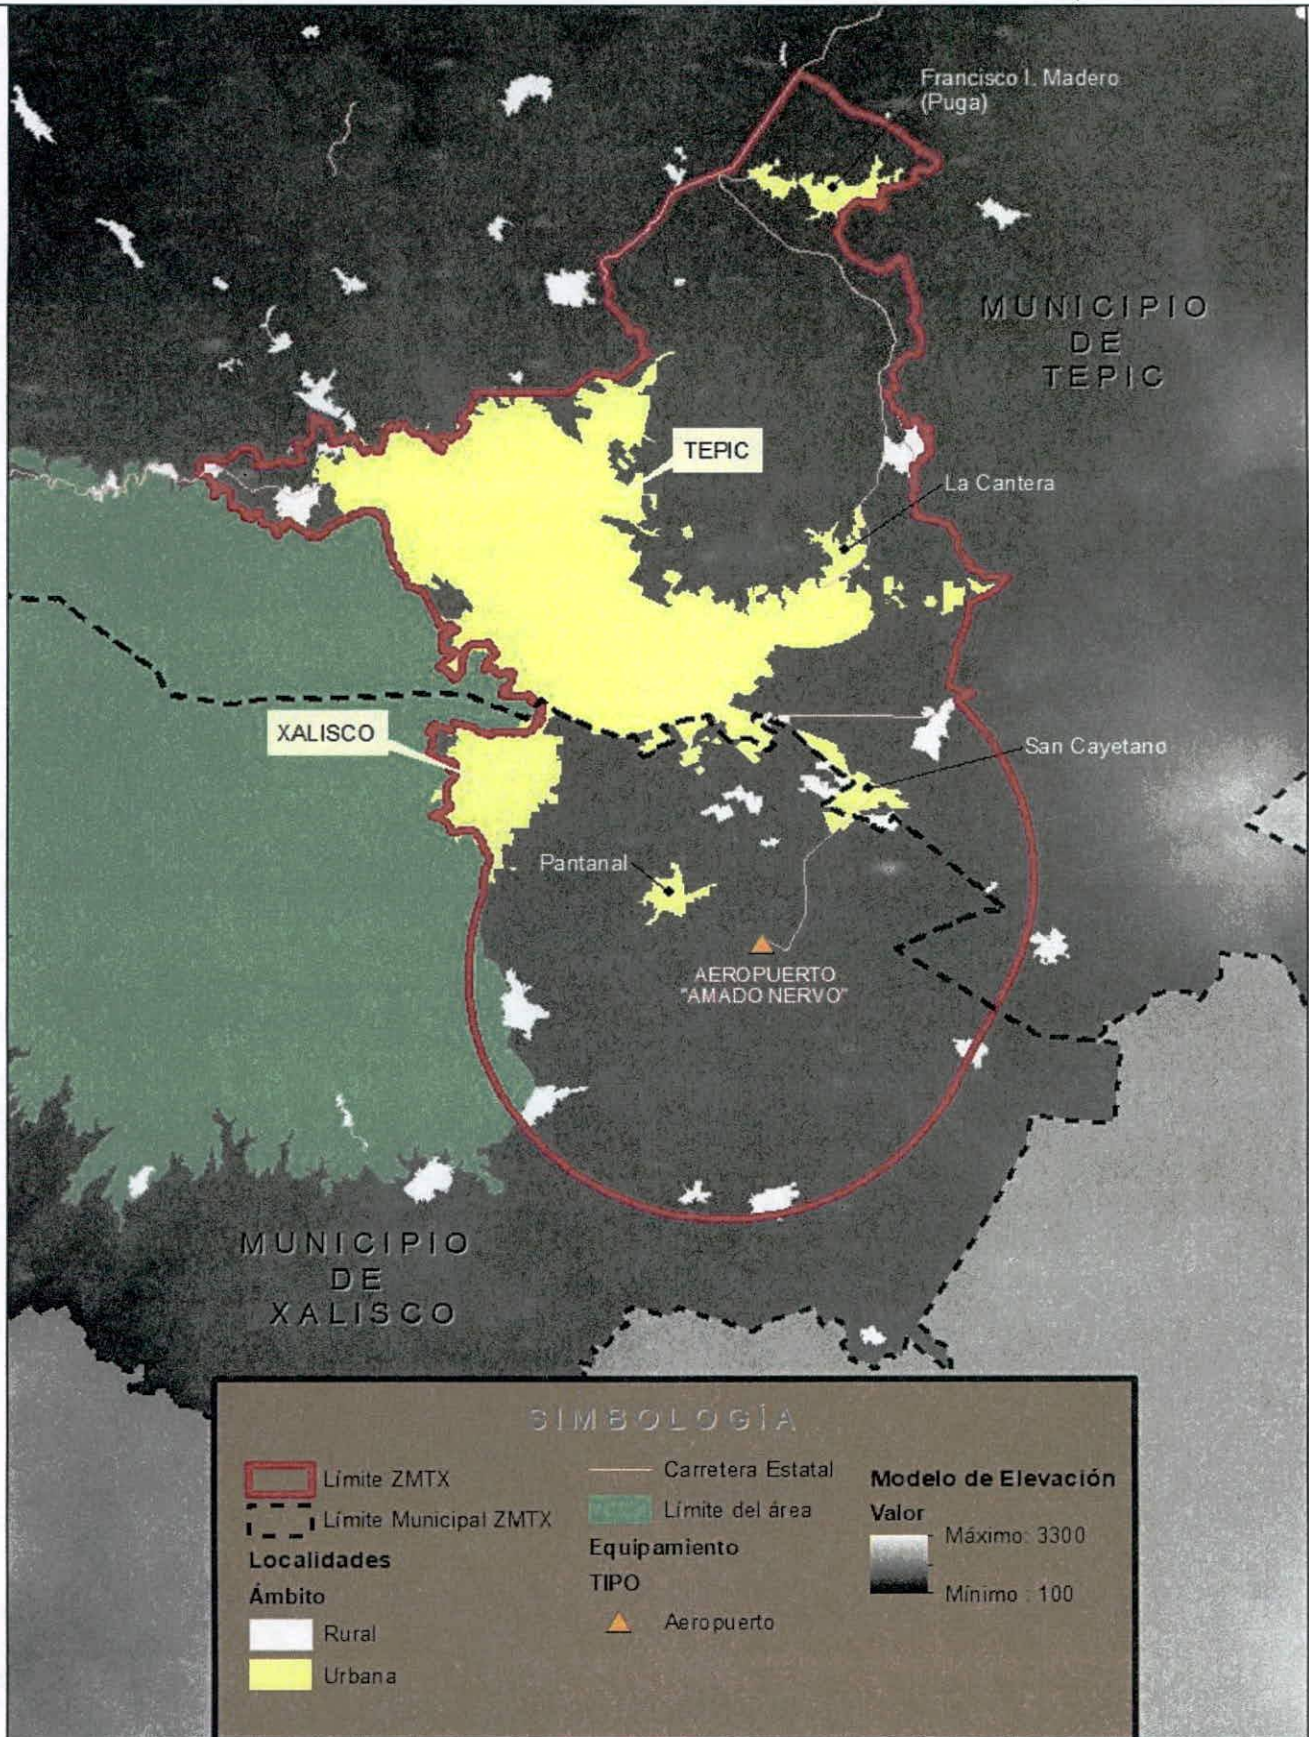 Francisco I. Madero
(Puga)
MUNICIPIO
DE
TEPIC
TEPIC
La Cantera
XALISCO
San Cayetano
Pantanal
AEROPUERTO
"AMADO NERVO"
MUNICIPIO
DE
XALISCO
SIMBOLOGÍA
Límite ZMTX
Límite Municipal ZMTX
Localidades
Ámbito
Rural
Urbana
Carretera Estatal
Límite del área
Equipamiento
TIPO
Aeropuerto
Modelo de Elevación
Valor
Máximo: 3300
Mínimo : 100